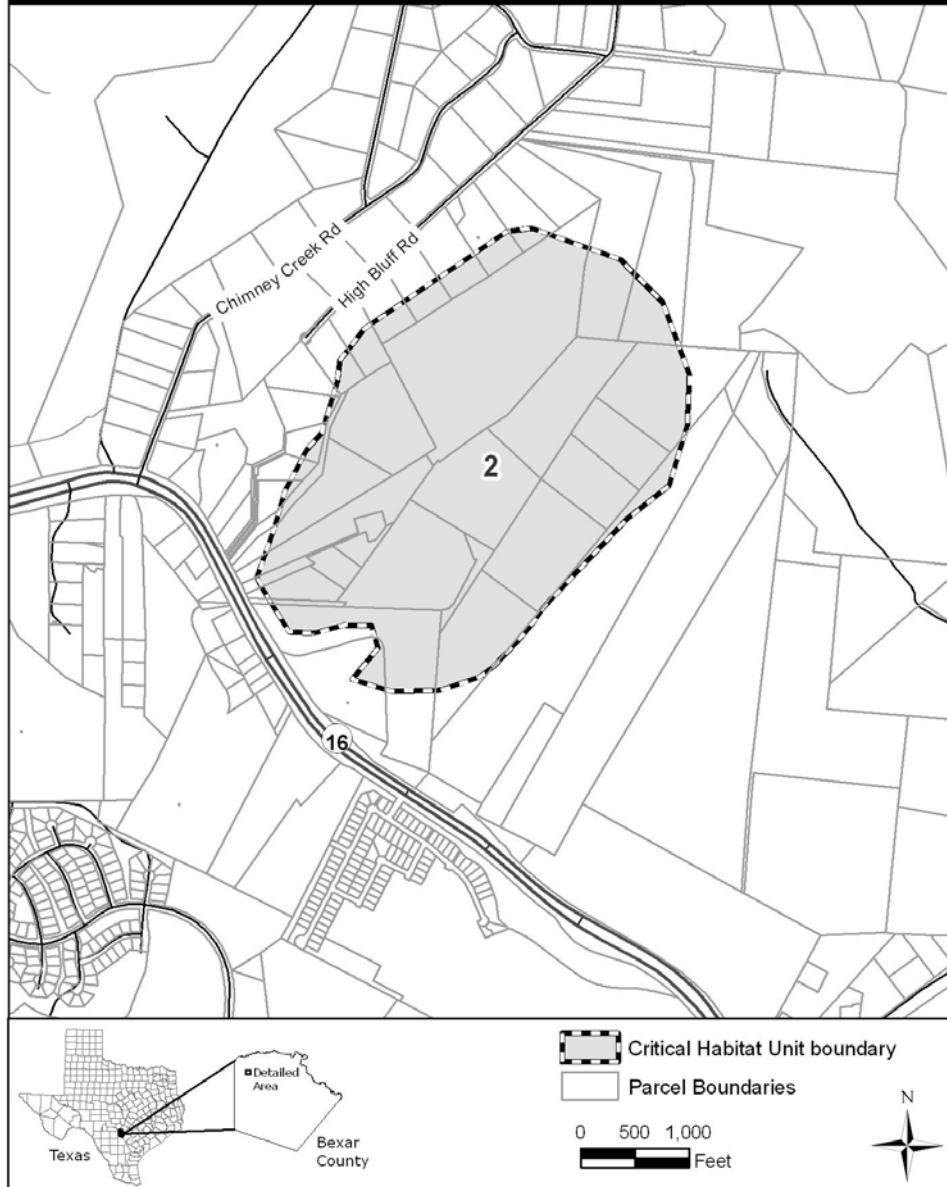 Chimney Creek Rd
High Bluff Rd
2
16
Texas
Detailed
Area
Bexar
County
Critical Habitat Unit boundary
Parcel Boundaries
0 500 1,000
Feet
N